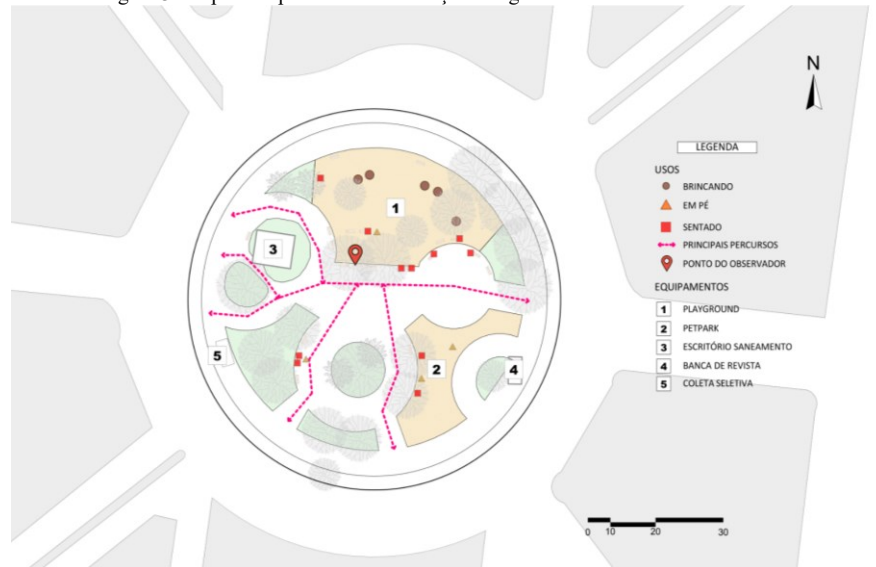 N
LEGENDA
USOS
BRINCANDO
EM PÉ
SENTADO
PRINCIPAIS PERCURSOS
PONTO DO OBSERVADOR
EQUIPAMENTOS
1 PLAYGROUND
2 PETPARK
3 ESCRITÓRIO SANEAMENTO
4 BANCA DE REVISTA
5 COLETA SELETIVA
1
3
5
2
4
0 10 20 30